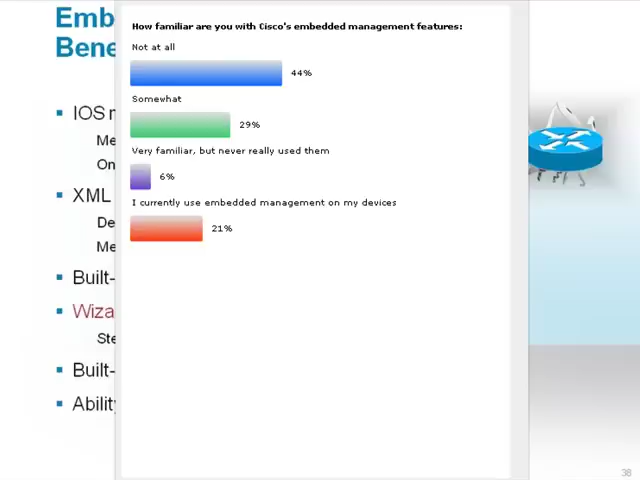 Emb
Bene
How familiar are you with Cisco's embedded management features:
Not at all
44%
Somewhat
29%
Very familiar, but never really used them
6%
I currently use embedded management on my devices
21%
IOS
Me
On
XML
De
Me
Built-
Wiza
Ste
Built-
Ability
38